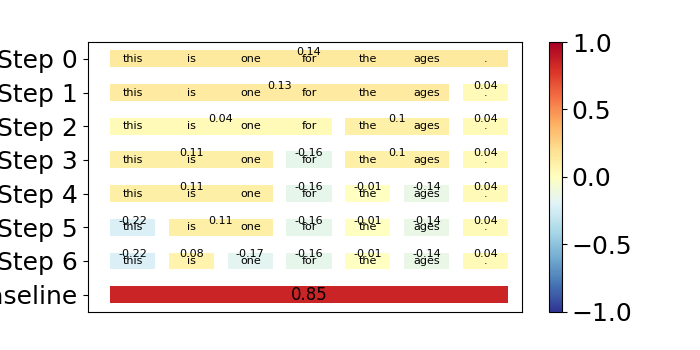 0.14
Step 0 this is one for the ages .
0.13 0.04
Step 1 this is one for the ages .
0.04 0.1 0.04
Step 2 this is one for the ages .
0.11 -0.16 0.1 0.04
Step 3 this is one for the ages .
0.11 -0.16 -0.01 -0.14 0.04
Step 4 this is one for the ages .
-0.22 0.11 -0.16 -0.01 -0.14 0.04
Step 5 this is one for the ages .
-0.22 0.08 -0.17 -0.16 -0.01 -0.14 0.04
Step 6 this is one for the ages .
aseline 0.85
1.0
0.5
0.0
−0.5
−1.0